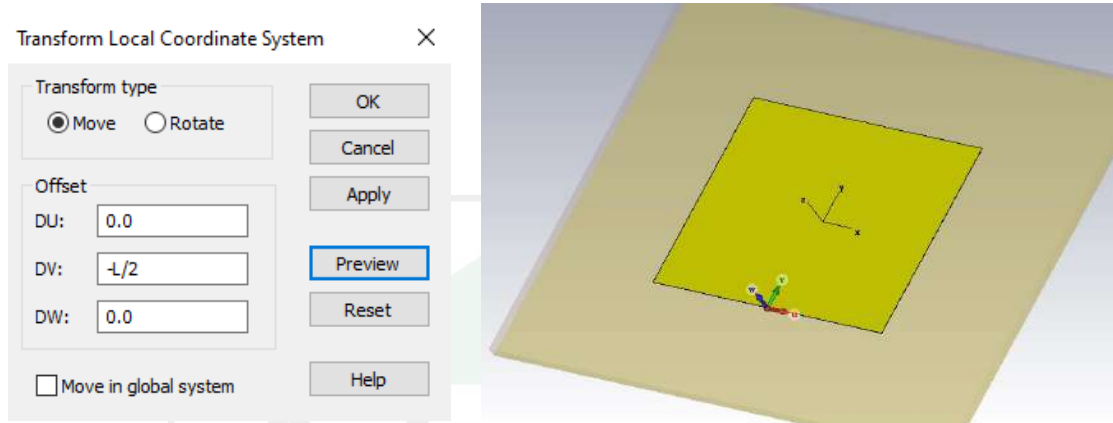 Transform Local Coordinate System
Transform type
Move Rotate
OK
Cancel
Apply
Offset
DU: 0.0
DV: -L/2
DW: 0.0
Preview
Reset
Move in global system
Help
y
z
x
v
w
u